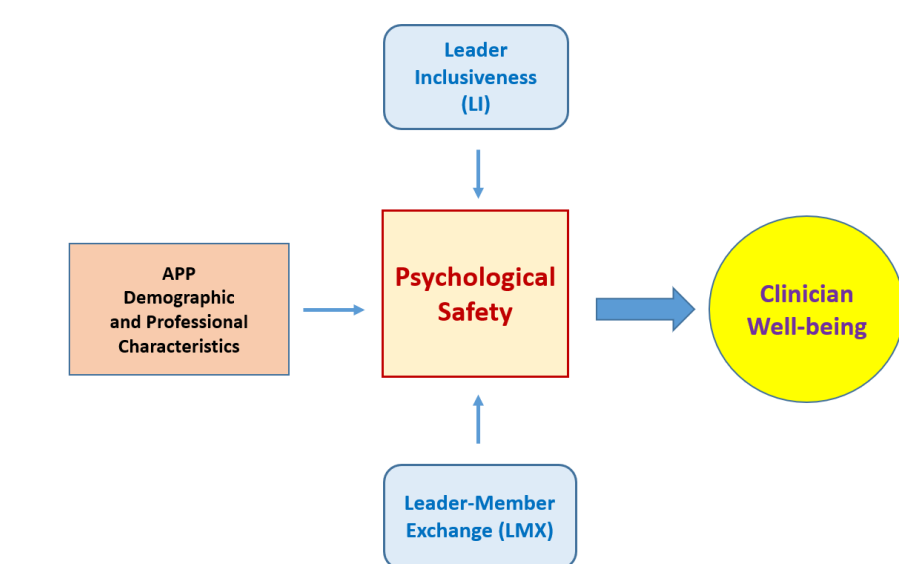 Leader
Inclusiveness
(LI)
APP
Demographic
and Professional
Characteristics
Psychological
Safety
Clinician
Well-being
Leader-Member
Exchange (LMX)